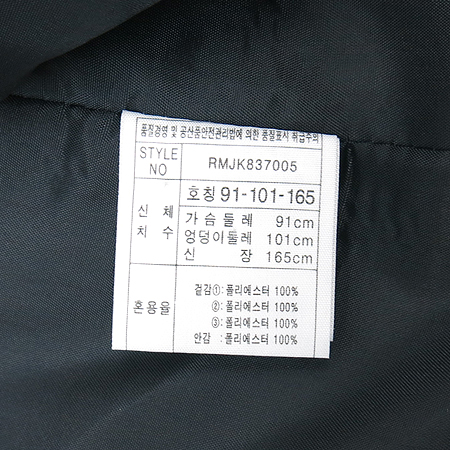 품질경영 및 공산품안전관리법에 의한 품질표시 취급주의
STYLE NO RMJK837005
호칭 91-101-165
신체 치수
가슴둘레 91cm
엉덩이둘레 101cm
신장 165cm
혼용율
겉감①: 폴리에스터 100%
②: 폴리에스터 100%
③: 폴리에스터 100%
안감 : 폴리에스터 100%